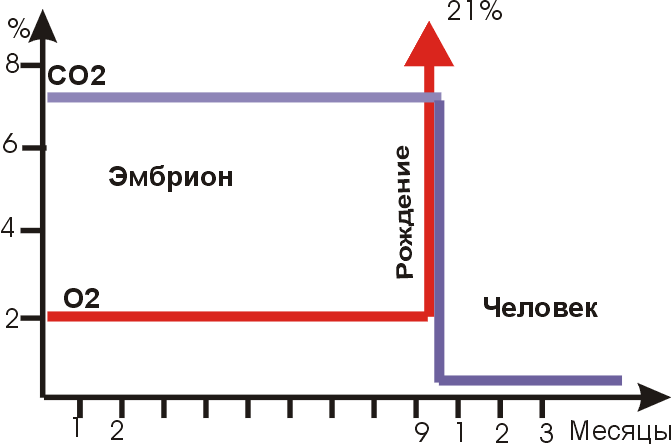 21%
%
8
CO2
6
Эмбрион
Рождение
4
O2
Человек
2
1 2 9 1 2 3 Месяцы